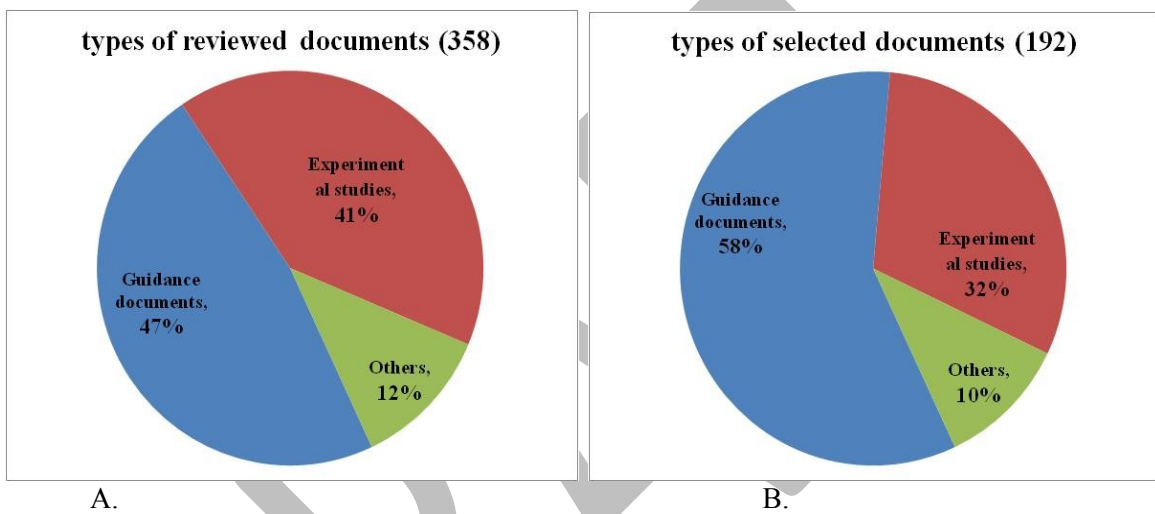 types of reviewed documents (358)
Experiment
al studies,
41%
Guidance
documents,
47%
Others,
12%
A.
types of selected documents (192)
Guidance
documents,
58%
Experiment
al studies,
32%
Others,
10%
B.